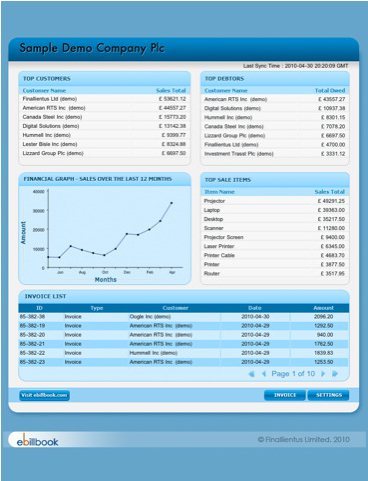 Sample Demo Company Plc
Last Sync Time : 2010-04-30 20:20:09 GMT
TOP CUSTOMERS
Customer Name Sales Total
Finallientus Ltd (demo) £ 53621.12
American RTS Inc (demo) £ 44557.27
Canada Steel Inc (demo) £ 15773.20
Digital Solutions (demo) £ 13142.38
Hummell Inc (demo) £ 9399.77
Lester Bisle Inc (demo) £ 8324.88
Lizzard Group Plc (demo) £ 6697.50
TOP DEBTORS
Customer Name Total Owed
American RTS Inc (demo) £ 43557.27
Digital Solutions (demo) £ 10937.38
Hummell Inc (demo) £ 8301.15
Canada Steel Inc (demo) £ 7078.20
Lizzard Group Plc (demo) £ 6697.50
Finallientus Ltd (demo) £ 4700.00
Investment Trasst Plc (demo) £ 3331.12
FINANCIAL GRAPH - SALES OVER THE LAST 12 MONTHS
Amount
40000
30000
20000
10000
0
Jun Aug Oct Dec Feb Apr
Months
TOP SALE ITEMS
Item Name Sales Total
Projector £ 49291.25
Laptop £ 39363.00
Desktop £ 35217.50
Scanner £ 11280.00
Projector Screen £ 9400.00
Laser Printer £ 6345.00
Printer Cable £ 4683.70
Printer £ 3877.50
Router £ 3517.95
INVOICE LIST
ID Type Customer Date Amount
85-382-38 Invoice Ougle Inc (demo) 2010-04-30 2096.20
85-382-19 Invoice American RTS Inc (demo) 2010-04-29 1292.50
85-382-20 Invoice American RTS Inc (demo) 2010-04-29 940.00
85-382-21 Invoice American RTS Inc (demo) 2010-04-29 1762.50
85-382-22 Invoice Hummell Inc (demo) 2010-04-29 1839.83
85-382-23 Invoice American RTS Inc (demo) 2010-04-29 1253.50
Page 1 of 10
Visit ebillbook.com
INVOICE
SETTINGS
ebillbook
© Finallientus Limited, 2010